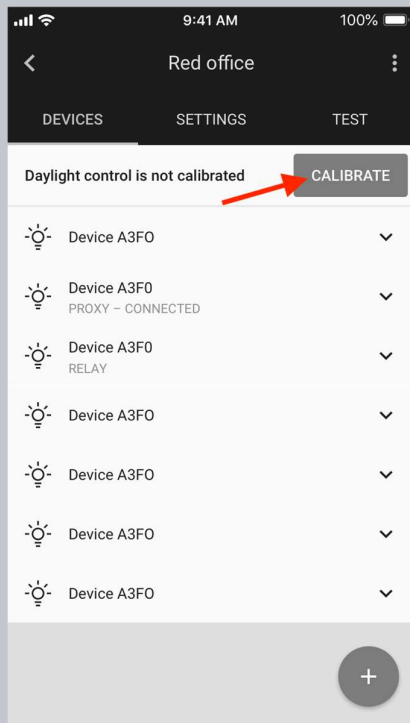 9:41 AM
100%
Red office
DEVICES
SETTINGS
TEST
Daylight control is not calibrated
CALIBRATE
Device A3FO
Device A3F0
PROXY – CONNECTED
Device A3F0
RELAY
Device A3FO
Device A3FO
Device A3FO
Device A3FO